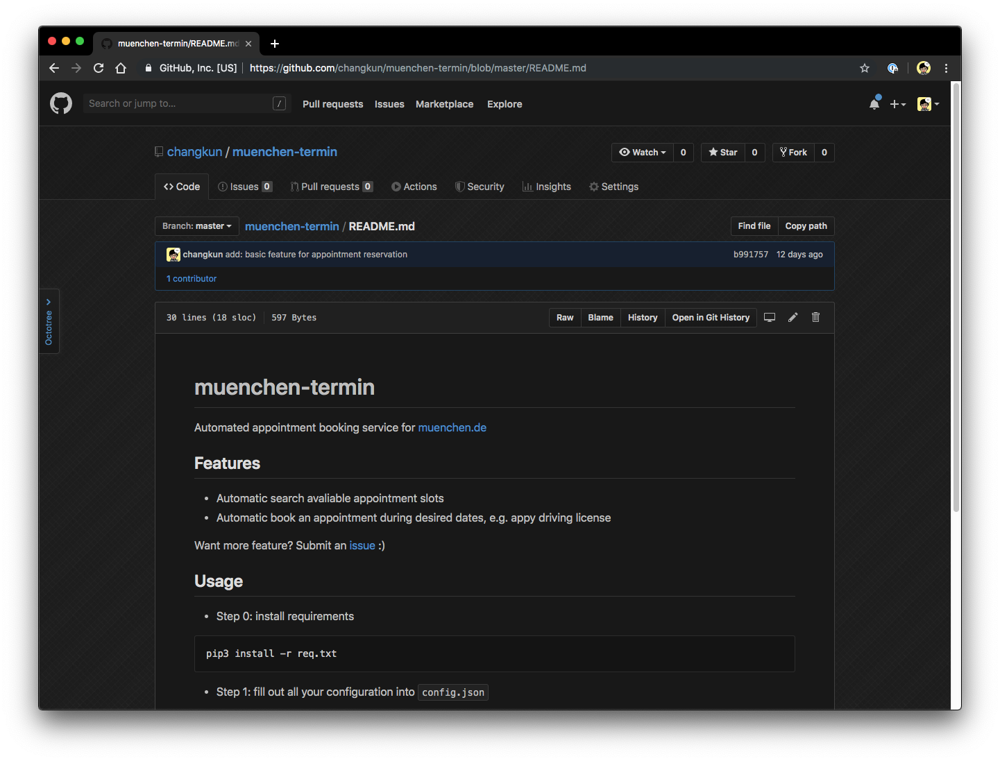 muenchen-termin/README.md
GitHub, Inc. [US] https://github.com/changkun/muenchen-termin/blob/master/README.md
Search or jump to... / Pull requests Issues Marketplace Explore
changkun / muenchen-termin Watch 0 Star 0 Fork 0
Code Issues 0 Pull requests 0 Actions Security Insights Settings
Branch: master muenchen-termin / README.md Find file Copy path
changkun add: basic feature for appointment reservation b991757 12 days ago
1 contributor
Octotree
30 lines (18 sloc) 597 Bytes Raw Blame History Open in Git History
muenchen-termin
Automated appointment booking service for muenchen.de
Features
• Automatic search avaliable appointment slots
• Automatic book an appointment during desired dates, e.g. appy driving license
Want more feature? Submit an issue :)
Usage
• Step 0: install requirements
pip3 install -r req.txt
• Step 1: fill out all your configuration into config.json